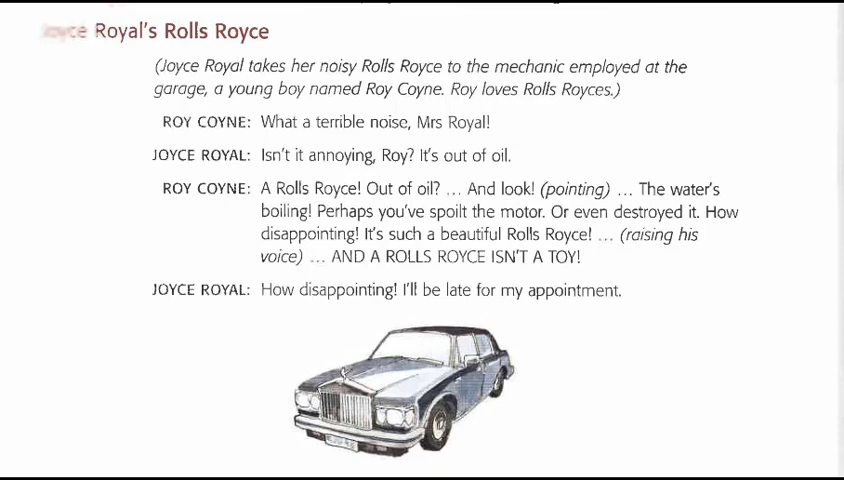 Joyce Royal's Rolls Royce
(Joyce Royal takes her noisy Rolls Royce to the mechanic employed at the
garage, a young boy named Roy Coyne. Roy loves Rolls Royces.)
ROY COYNE: What a terrible noise, Mrs Royal!
JOYCE ROYAL: Isn't it annoying, Roy? It's out of oil.
ROY COYNE: A Rolls Royce! Out of oil? ... And look! (pointing) ... The water's
boiling! Perhaps you've spoilt the motor. Or even destroyed it. How
disappointing! It's such a beautiful Rolls Royce! ... (raising his
voice) ... AND A ROLLS ROYCE ISN'T A TOY!
JOYCE ROYAL: How disappointing! I'll be late for my appointment.